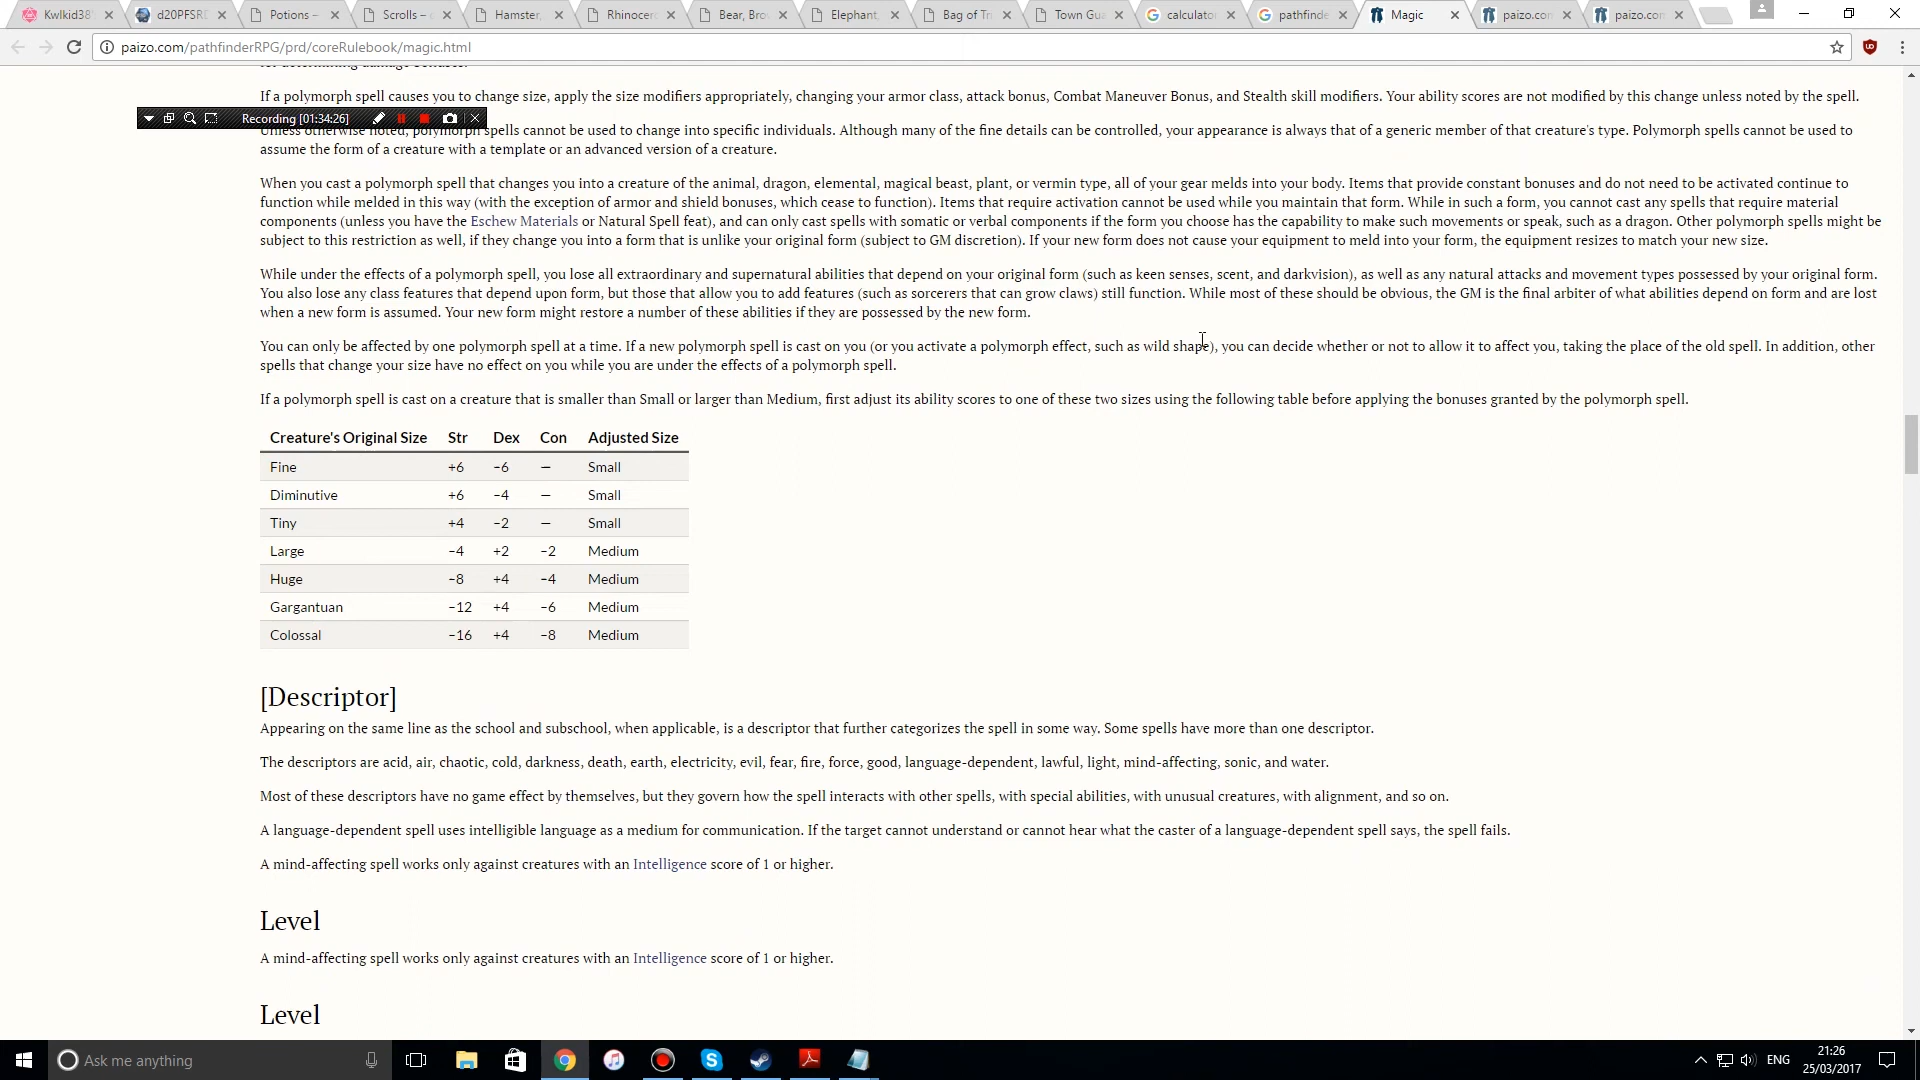 Kwlkid38'
d20PFSRD
Potions –
Scrolls –
Hamster,
Rhinocero
Bear, Bro
Elephant,
Bag of Tri
Town Gua
calculator
pathfinde
Magic
paizo.com
paizo.com
paizo.com/pathfinderRPG/prd/coreRulebook/magic.html
If a polymorph spell causes you to change size, apply the size modifiers appropriately, changing your armor class, attack bonus, Combat Maneuver Bonus, and Stealth skill modifiers. Your ability scores are not modified by this change unless noted by the spell.
Recording [01:34:26]
Unless otherwise noted, polymorph spells cannot be used to change into specific individuals. Although many of the fine details can be controlled, your appearance is always that of a generic member of that creature's type. Polymorph spells cannot be used to
assume the form of a creature with a template or an advanced version of a creature.
When you cast a polymorph spell that changes you into a creature of the animal, dragon, elemental, magical beast, plant, or vermin type, all of your gear melds into your body. Items that provide constant bonuses and do not need to be activated continue to
function while melded in this way (with the exception of armor and shield bonuses, which cease to function). Items that require activation cannot be used while you maintain that form. While in such a form, you cannot cast any spells that require material
components (unless you have the Eschew Materials or Natural Spell feat), and can only cast spells with somatic or verbal components if the form you choose has the capability to make such movements or speak, such as a dragon. Other polymorph spells might be
subject to this restriction as well, if they change you into a form that is unlike your original form (subject to GM discretion). If your new form does not cause your equipment to meld into your form, the equipment resizes to match your new size.
While under the effects of a polymorph spell, you lose all extraordinary and supernatural abilities that depend on your original form (such as keen senses, scent, and darkvision), as well as any natural attacks and movement types possessed by your original form.
You also lose any class features that depend upon form, but those that allow you to add features (such as sorcerers that can grow claws) still function. While most of these should be obvious, the GM is the final arbiter of what abilities depend on form and are lost
when a new form is assumed. Your new form might restore a number of these abilities if they are possessed by the new form.
You can only be affected by one polymorph spell at a time. If a new polymorph spell is cast on you (or you activate a polymorph effect, such as wild shape), you can decide whether or not to allow it to affect you, taking the place of the old spell. In addition, other
spells that change your size have no effect on you while you are under the effects of a polymorph spell.
If a polymorph spell is cast on a creature that is smaller than Small or larger than Medium, first adjust its ability scores to one of these two sizes using the following table before applying the bonuses granted by the polymorph spell.
Creature's Original Size Str Dex Con Adjusted Size
Fine +6 –6 — Small
Diminutive +6 –4 — Small
Tiny +4 –2 — Small
Large –4 +2 –2 Medium
Huge –8 +4 –4 Medium
Gargantuan –12 +4 –6 Medium
Colossal –16 +4 –8 Medium
[Descriptor]
Appearing on the same line as the school and subschool, when applicable, is a descriptor that further categorizes the spell in some way. Some spells have more than one descriptor.
The descriptors are acid, air, chaotic, cold, darkness, death, earth, electricity, evil, fear, fire, force, good, language-dependent, lawful, light, mind-affecting, sonic, and water.
Most of these descriptors have no game effect by themselves, but they govern how the spell interacts with other spells, with special abilities, with unusual creatures, with alignment, and so on.
A language-dependent spell uses intelligible language as a medium for communication. If the target cannot understand or cannot hear what the caster of a language-dependent spell says, the spell fails.
A mind-affecting spell works only against creatures with an Intelligence score of 1 or higher.
Level
A mind-affecting spell works only against creatures with an Intelligence score of 1 or higher.
Level
Ask me anything
ENG
21:26
25/03/2017